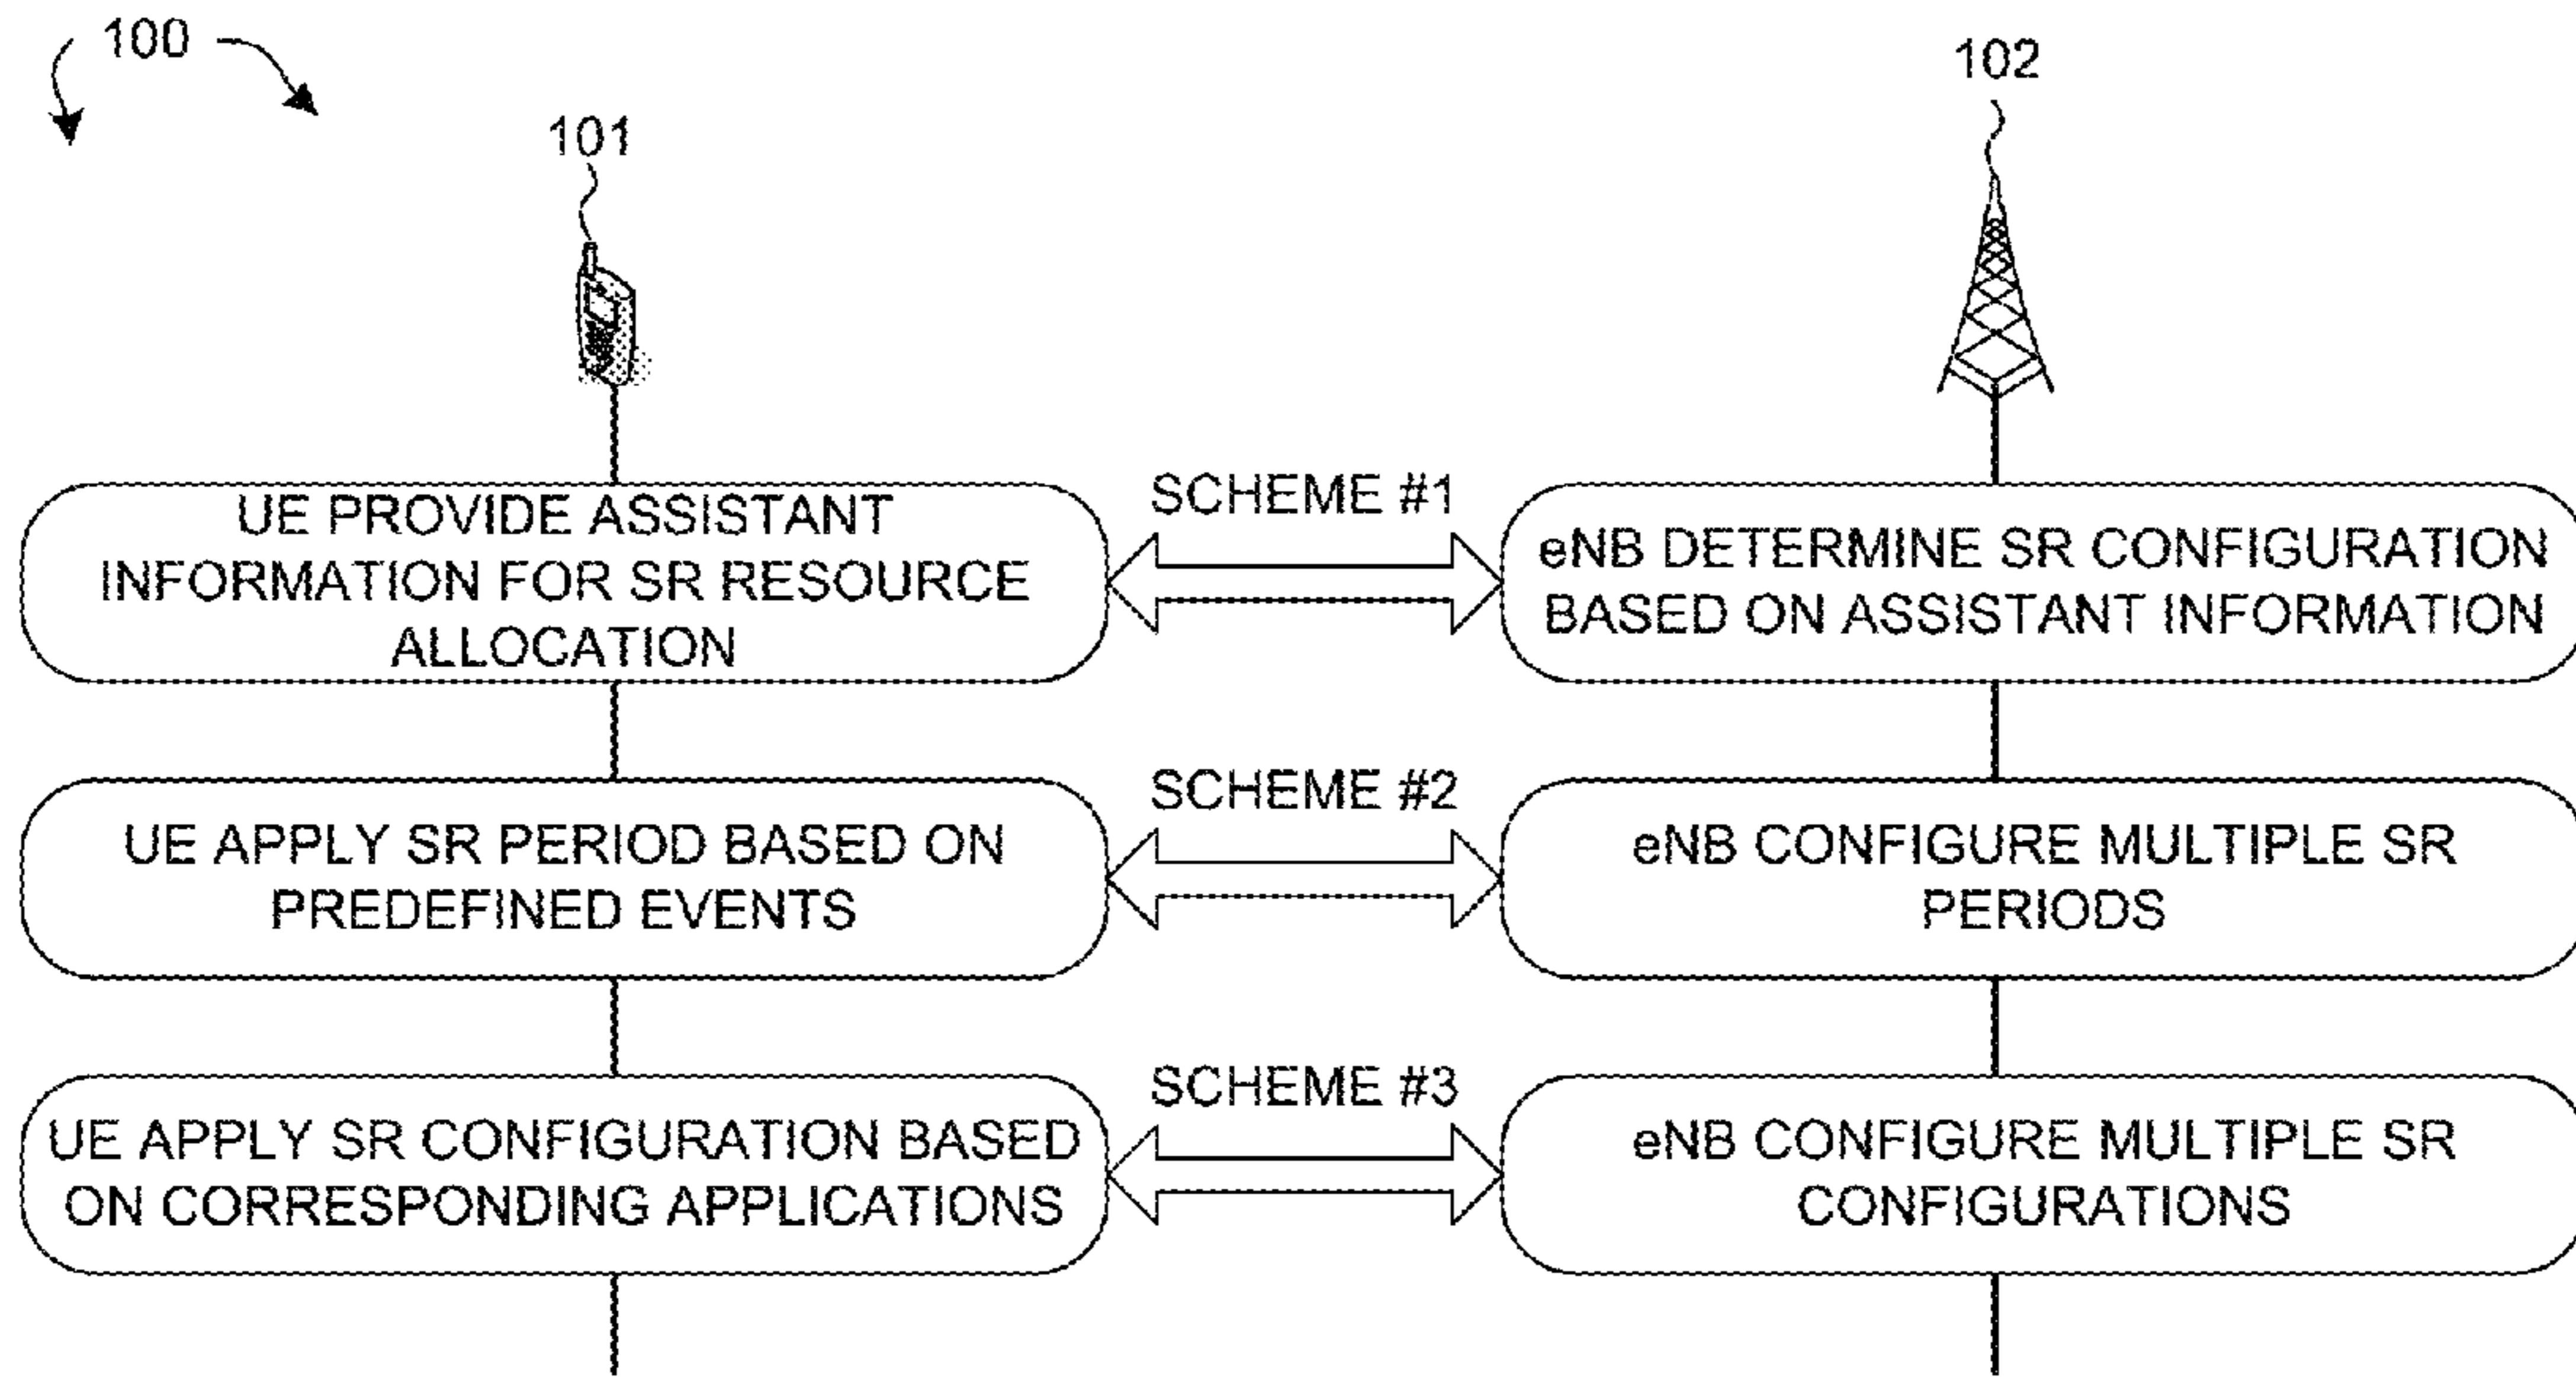 100
102
101
SCHEME #1
UE PROVIDE ASSISTANT
INFORMATION FOR SR RESOURCE
ALLOCATION
eNB DETERMINE SR CONFIGURATION
BASED ON ASSISTANT INFORMATION
SCHEME #2
UE APPLY SR PERIOD BASED ON
PREDEFINED EVENTS
eNB CONFIGURE MULTIPLE SR
PERIODS
SCHEME #3
UE APPLY SR CONFIGURATION BASED
ON CORRESPONDING APPLICATIONS
eNB CONFIGURE MULTIPLE SR
CONFIGURATIONS